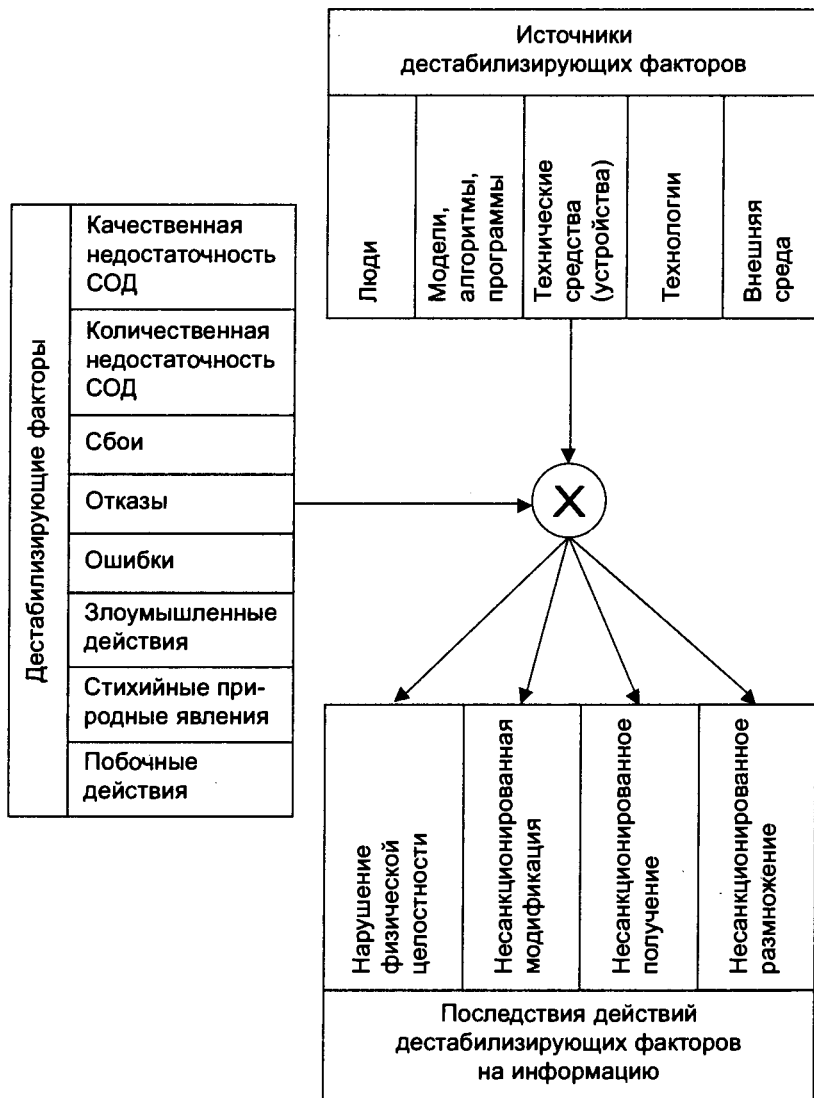 Источники
дестабилизирующих факторов
Люди
Модели,
алгоритмы,
программы
Технические
средства
(устройства)
Технологии
Внешняя
среда
Дестабилизирующие факторы
Качественная
недостаточность
СОД
Количественная
недостаточность
СОД
Сбои
Отказы
Ошибки
Злоумышленные
действия
Стихийные при-
родные явления
Побочные
действия
X
Нарушение
физической
целостности
Несанкционированная
модификация
Несанкционированное
получение
Несанкционированное
размножение
Последствия действий
дестабилизирующих факторов
на информацию